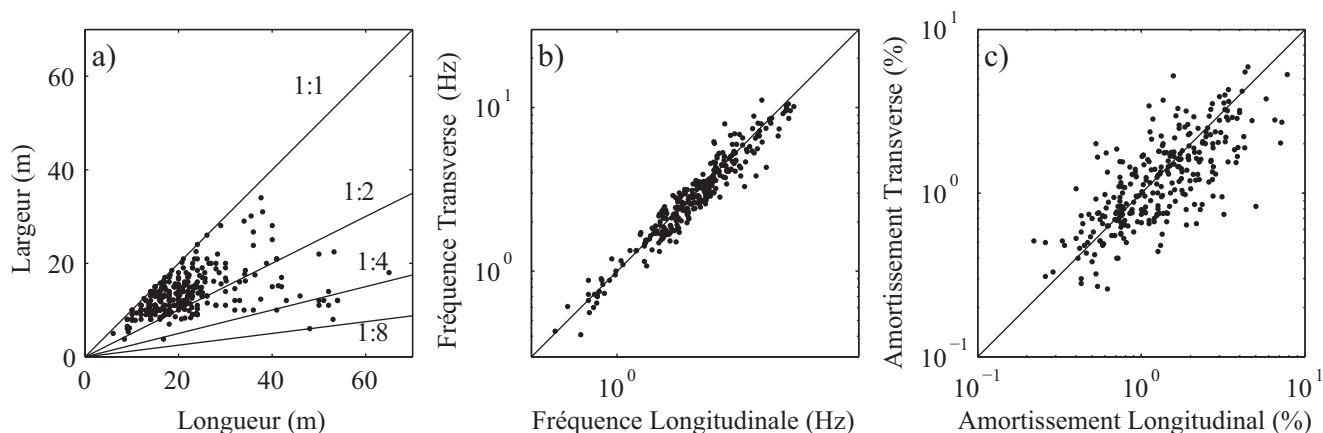 a)
1:1
1:2
1:4
1:8
60
40
20
0
0
20
40
60
Largeur (m)
Longueur (m)
b)
10^1
10^0
10^0
Fréquence Transverse (Hz)
Fréquence Longitudinale (Hz)
c)
10^1
10^0
10^-1
10^-1
10^0
10^1
Amortissement Transverse (%)
Amortissement Longitudinal (%)